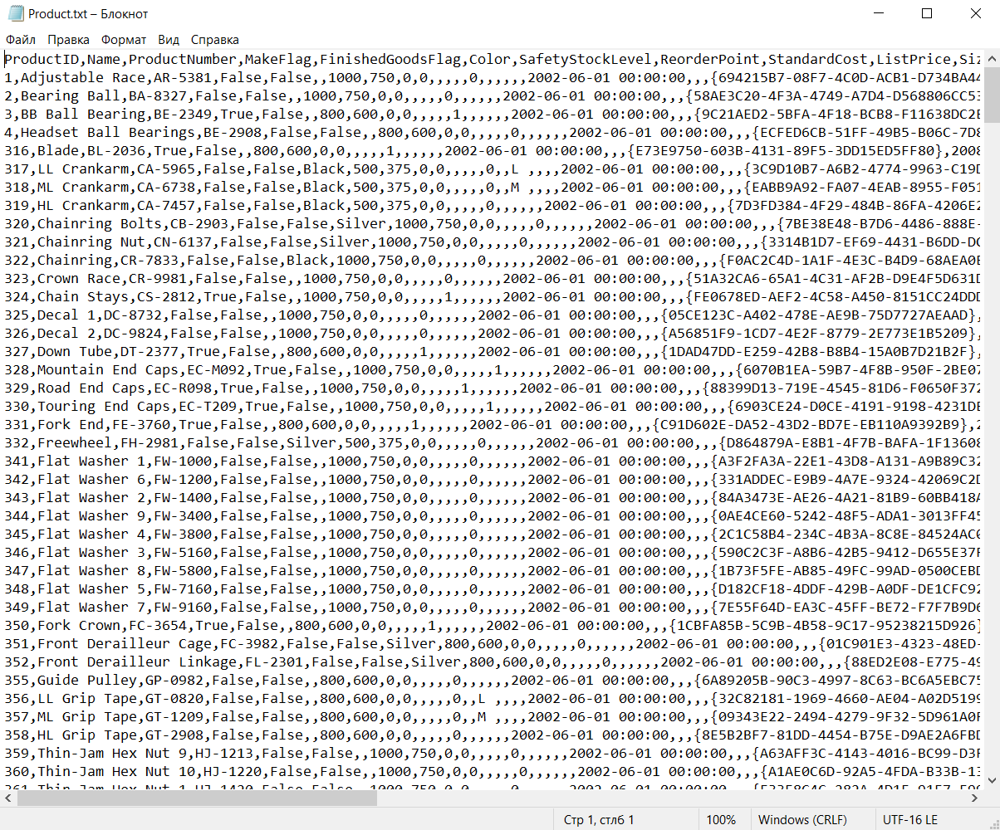 Product.txt – Блокнот
Файл Правка Формат Вид Справка
ProductID,Name,ProductNumber,MakeFlag,FinishedGoodsFlag,Color,SafetyStockLevel,ReorderPoint,StandardCost,ListPrice,Siz
1,Adjustable Race,AR-5381,False,False,,1000,750,0,0,,,,,0,,,,,,2002-06-01 00:00:00,,,{694215B7-08F7-4C0D-ACB1-D734BA44
2,Bearing Ball,BA-8327,False,False,,1000,750,0,0,,,,,0,,,,,,2002-06-01 00:00:00,,,{58AE3C20-4F3A-4749-A7D4-D568806CC53
3,BB Ball Bearing,BE-2349,True,False,,800,600,0,0,,,,,1,,,,,,2002-06-01 00:00:00,,,{9C21AED2-5BFA-4F18-BCB8-F11638DC2E
4,Headset Ball Bearings,BE-2908,False,False,,800,600,0,0,,,,,0,,,,,,2002-06-01 00:00:00,,,{ECFED6CB-51FF-49B5-B06C-7D8
316,Blade,BL-2036,True,False,,800,600,0,0,,,,,1,,,,,,2002-06-01 00:00:00,,,{E73E9750-603B-4131-89F5-3DD15ED5FF80},2008
317,LL Crankarm,CA-5965,False,False,Black,500,375,0,0,,,,,0,,L ,,,,2002-06-01 00:00:00,,,{3C9D10B7-A6B2-4774-9963-C19D
318,ML Crankarm,CA-6738,False,False,Black,500,375,0,0,,,,,0,,M ,,,,2002-06-01 00:00:00,,,{EABB9A92-FA07-4EAB-8955-F051
319,HL Crankarm,CA-7457,False,False,Black,500,375,0,0,,,,,0,,,,,,2002-06-01 00:00:00,,,{7D3FD384-4F29-484B-86FA-4206E2
320,Chainring Bolts,CB-2903,False,False,Silver,1000,750,0,0,,,,,0,,,,,,2002-06-01 00:00:00,,,{7BE38E48-B7D6-4486-888E-
321,Chainring Nut,CN-6137,False,False,Silver,1000,750,0,0,,,,,0,,,,,,2002-06-01 00:00:00,,,{3314B1D7-EF69-4431-B6DD-DC
322,Chainring,CR-7833,False,False,Black,1000,750,0,0,,,,,0,,,,,,2002-06-01 00:00:00,,,{F0AC2C4D-1A1F-4E3C-B4D9-68AEA0E
323,Crown Race,CR-9981,False,False,,1000,750,0,0,,,,,0,,,,,,2002-06-01 00:00:00,,,{51A32CA6-65A1-4C31-AF2B-D9E4F5D631D
324,Chain Stays,CS-2812,True,False,,1000,750,0,0,,,,,1,,,,,,2002-06-01 00:00:00,,,{FE0678ED-AEF2-4C58-A450-8151CC24DDD
325,Decal 1,DC-8732,False,False,,1000,750,0,0,,,,,0,,,,,,2002-06-01 00:00:00,,,{05CE123C-A402-478E-AE9B-75D7727AEAAD},
326,Decal 2,DC-9824,False,False,,1000,750,0,0,,,,,0,,,,,,2002-06-01 00:00:00,,,{A56851F9-1CD7-4E2F-8779-2E773E1B5209},
327,Down Tube,DT-2377,True,False,,800,600,0,0,,,,,1,,,,,,2002-06-01 00:00:00,,,{1DAD47DD-E259-42B8-B8B4-15A0B7D21B2F},
328,Mountain End Caps,EC-M092,True,False,,1000,750,0,0,,,,,1,,,,,,2002-06-01 00:00:00,,,{6070B1EA-59B7-4F8B-950F-2BE07
329,Road End Caps,EC-R098,True,False,,1000,750,0,0,,,,,1,,,,,,2002-06-01 00:00:00,,,{88399D13-719E-4545-81D6-F0650F372
330,Touring End Caps,EC-T209,True,False,,1000,750,0,0,,,,,1,,,,,,2002-06-01 00:00:00,,,{6903CE24-D0CE-4191-9198-4231DE
331,Fork End,FE-3760,True,False,,800,600,0,0,,,,,1,,,,,,2002-06-01 00:00:00,,,{C91D602E-DA52-43D2-BD7E-EB110A9392B9},2
332,Freewheel,FH-2981,False,False,Silver,500,375,0,0,,,,,0,,,,,,2002-06-01 00:00:00,,,{D864879A-E8B1-4F7B-BAFA-1F13608
341,Flat Washer 1,FW-1000,False,False,,1000,750,0,0,,,,,0,,,,,,2002-06-01 00:00:00,,,{A3F2FA3A-22E1-43D8-A131-A9B89C32
342,Flat Washer 6,FW-1200,False,False,,1000,750,0,0,,,,,0,,,,,,2002-06-01 00:00:00,,,{331ADDEC-E9B9-4A7E-9324-42069C2D
343,Flat Washer 2,FW-1400,False,False,,1000,750,0,0,,,,,0,,,,,,2002-06-01 00:00:00,,,{84A3473E-AE26-4A21-81B9-60BB418A
344,Flat Washer 9,FW-3400,False,False,,1000,750,0,0,,,,,0,,,,,,2002-06-01 00:00:00,,,{0AE4CE60-5242-48F5-ADA1-3013FF45
345,Flat Washer 4,FW-3800,False,False,,1000,750,0,0,,,,,0,,,,,,2002-06-01 00:00:00,,,{2C1C58B4-234C-4B3A-8C8E-84524AC0
346,Flat Washer 3,FW-5160,False,False,,1000,750,0,0,,,,,0,,,,,,2002-06-01 00:00:00,,,{590C2C3F-A8B6-42B5-9412-D655E37F
347,Flat Washer 8,FW-5800,False,False,,1000,750,0,0,,,,,0,,,,,,2002-06-01 00:00:00,,,{1B73F5FE-AB85-49FC-99AD-0500CEBD
348,Flat Washer 5,FW-7160,False,False,,1000,750,0,0,,,,,0,,,,,,2002-06-01 00:00:00,,,{D182CF18-4DDF-429B-A0DF-DE1CFC92
349,Flat Washer 7,FW-9160,False,False,,1000,750,0,0,,,,,0,,,,,,2002-06-01 00:00:00,,,{7E55F64D-EA3C-45FF-BE72-F7F7B9D6
350,Fork Crown,FC-3654,True,False,,800,600,0,0,,,,,1,,,,,,2002-06-01 00:00:00,,,{1CBFA85B-5C9B-4B58-9C17-95238215D926}
351,Front Derailleur Cage,FC-3982,False,False,Silver,800,600,0,0,,,,,0,,,,,,2002-06-01 00:00:00,,,{01C901E3-4323-48ED-
352,Front Derailleur Linkage,FL-2301,False,False,Silver,800,600,0,0,,,,,0,,,,,,2002-06-01 00:00:00,,,{88ED2E08-E775-49
355,Guide Pulley,GP-0982,False,False,,800,600,0,0,,,,,0,,,,,,2002-06-01 00:00:00,,,{6A89205B-90C3-4997-8C63-BC6A5EBC75
356,LL Grip Tape,GT-0820,False,False,,800,600,0,0,,,,,0,,L ,,,,2002-06-01 00:00:00,,,{32C82181-1969-4660-AE04-A02D5199
357,ML Grip Tape,GT-1209,False,False,,800,600,0,0,,,,,0,,M ,,,,2002-06-01 00:00:00,,,{09343E22-2494-4279-9F32-5D961A0F
358,HL Grip Tape,GT-2908,False,False,,800,600,0,0,,,,,0,,,,,,2002-06-01 00:00:00,,,{8E5B2BF7-81DD-4454-B75E-D9AE2A6FBD
359,Thin-Jam Hex Nut 9,HJ-1213,False,False,,1000,750,0,0,,,,,0,,,,,,2002-06-01 00:00:00,,,{A63AFF3C-4143-4016-BC99-D3F
360,Thin-Jam Hex Nut 10,HJ-1220,False,False,,1000,750,0,0,,,,,0,,,,,,2002-06-01 00:00:00,,,{A1AE0C6D-92A5-4FDA-B33B-13
361,Thin-Jam Hex Nut 1,HJ-1420,False,False,,1000,750,0,0,,,,,0,,,,,,2002-06-01 00:00:00,,,
Стр 1, стлб 1 100% Windows (CRLF) UTF-16 LE